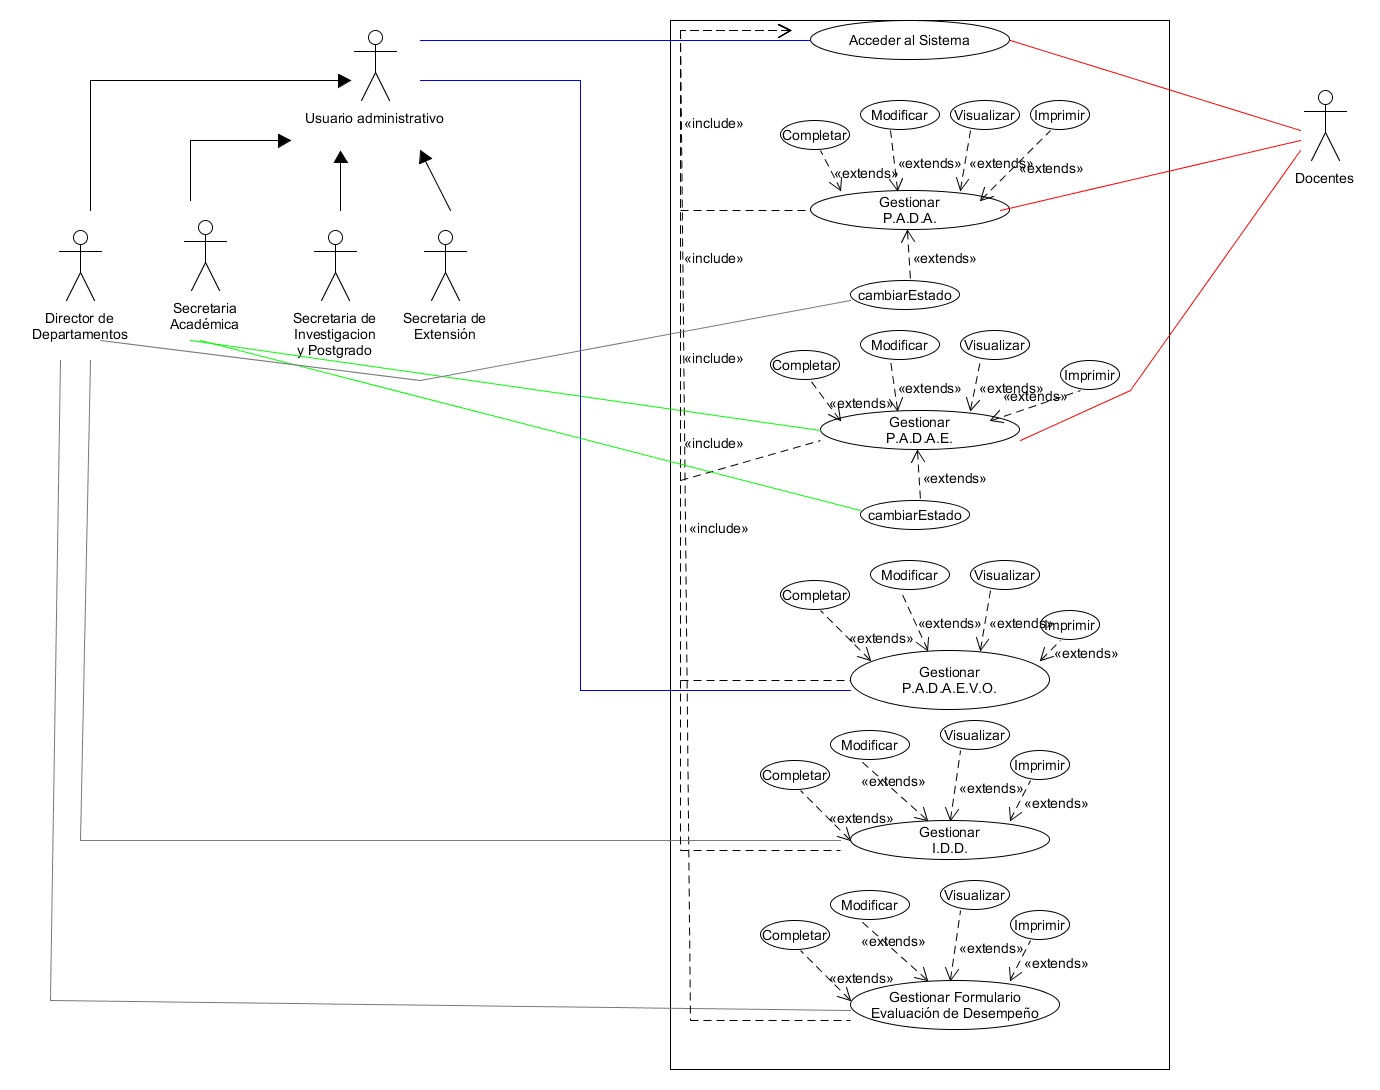 Acceder al Sistema
Usuario administrativo
Docentes
«include»
Completar
Modificar
Visualizar
Imprimir
«extends»
«extends»
«extends»
«extends»
Gestionar
P.A.D.A.
«include»
«extends»
cambiarEstado
Director de
Departamentos
Secretaria
Académica
Secretaria de
Investigacion
y Postgrado
Secretaria de
Extensión
«include»
Completar
Modificar
Visualizar
Imprimir
«extends»
«extends»
«extends»
«extends»
Gestionar
P.A.D.A.E.
«include»
«extends»
cambiarEstado
«include»
Completar
Modificar
Visualizar
Imprimir
«extends»
«extends»
«extends»
«extends»
Gestionar
P.A.D.A.E.V.O.
Completar
Modificar
Visualizar
Imprimir
«extends»
«extends»
«extends»
«extends»
Gestionar
I.D.D.
Completar
Modificar
Visualizar
Imprimir
«extends»
«extends»
«extends»
«extends»
Gestionar Formulario
Evaluación de Desempeño